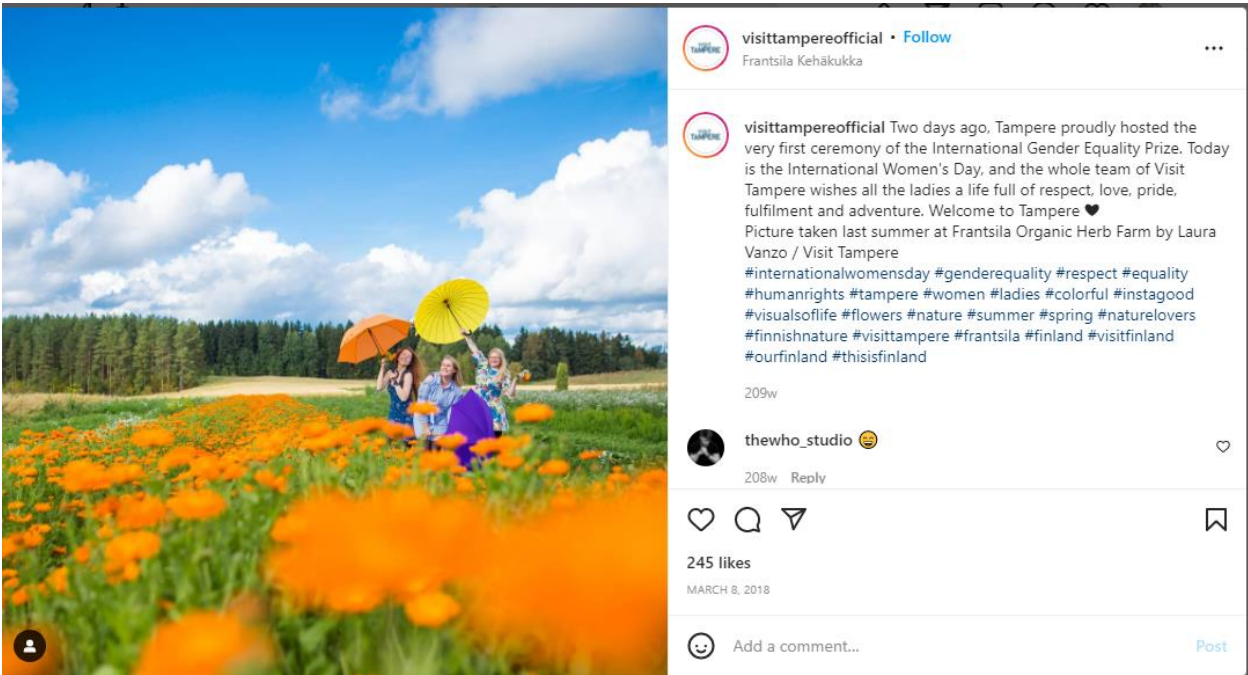 visittampereofficial • Follow
Frantsila Kehäkukka
VISIT
TAMPERE
visittampereofficial Two days ago, Tampere proudly hosted the
very first ceremony of the International Gender Equality Prize. Today
is the International Women's Day, and the whole team of Visit
Tampere wishes all the ladies a life full of respect, love, pride,
fulfilment and adventure. Welcome to Tampere 🖤
Picture taken last summer at Frantsila Organic Herb Farm by Laura
Vanzo / Visit Tampere
#internationalwomensday #genderequality #respect #equality
#humanrights #tampere #women #ladies #colorful #instagood
#visualsoflife #flowers #nature #summer #spring #naturelovers
#finnishnature #visittampere #frantsila #finland #visitfinland
#ourfinland #thisisfinland
209w
thewho_studio 😄
208w Reply
245 likes
MARCH 8, 2018
Add a comment... Post